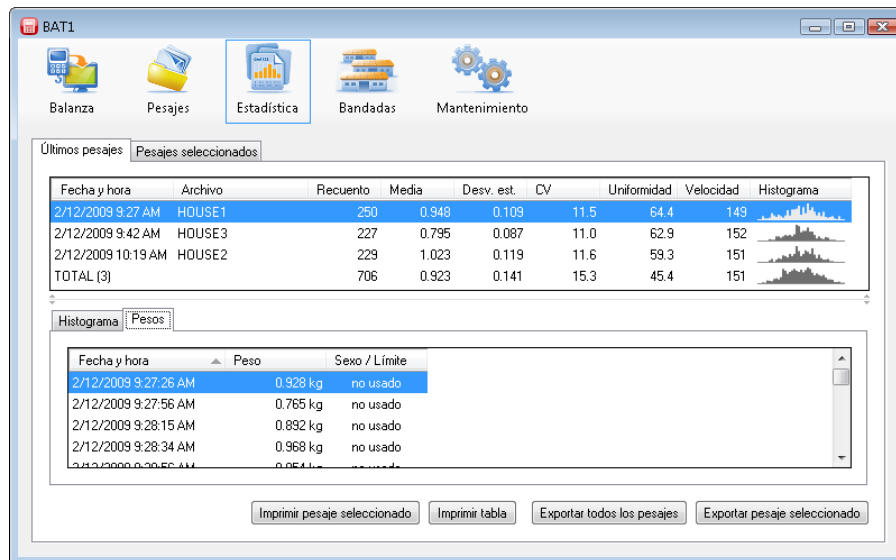 BAT1
Balanza Pesajes Estadística Bandadas Mantenimiento
Últimos pesajes Pesajes seleccionados
Fecha y hora Archivo Recuento Media Desv. est. CV Uniformidad Velocidad Histograma
2/12/2009 9:27 AM HOUSE1 250 0.948 0.109 11.5 64.4 149
2/12/2009 9:42 AM HOUSE3 227 0.795 0.087 11.0 62.9 152
2/12/2009 10:19 AM HOUSE2 229 1.023 0.119 11.6 59.3 151
TOTAL (3) 706 0.923 0.141 15.3 45.4 151
Histograma Pesos
Fecha y hora Peso Sexo / Límite
2/12/2009 9:27:26 AM 0.928 kg no usado
2/12/2009 9:27:56 AM 0.765 kg no usado
2/12/2009 9:28:15 AM 0.892 kg no usado
2/12/2009 9:28:34 AM 0.968 kg no usado
Imprimir pesaje seleccionado Imprimir tabla Exportar todos los pesajes Exportar pesaje seleccionado